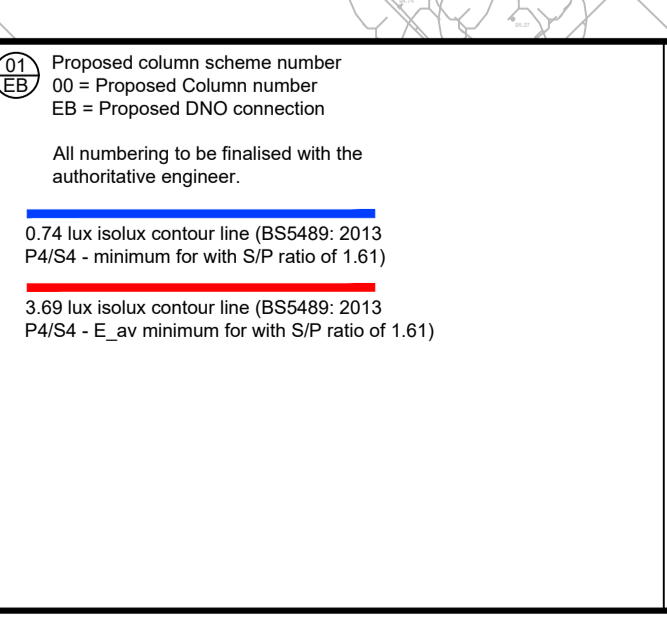 01
EB
Proposed column scheme number
00 = Proposed Column number
EB = Proposed DNO connection
All numbering to be finalised with the
authoritative engineer.
0.74 lux isolux contour line (BS5489: 2013
P4/S4 - minimum for with S/P ratio of 1.61)
3.69 lux isolux contour line (BS5489: 2013
P4/S4 - E_av minimum for with S/P ratio of 1.61)